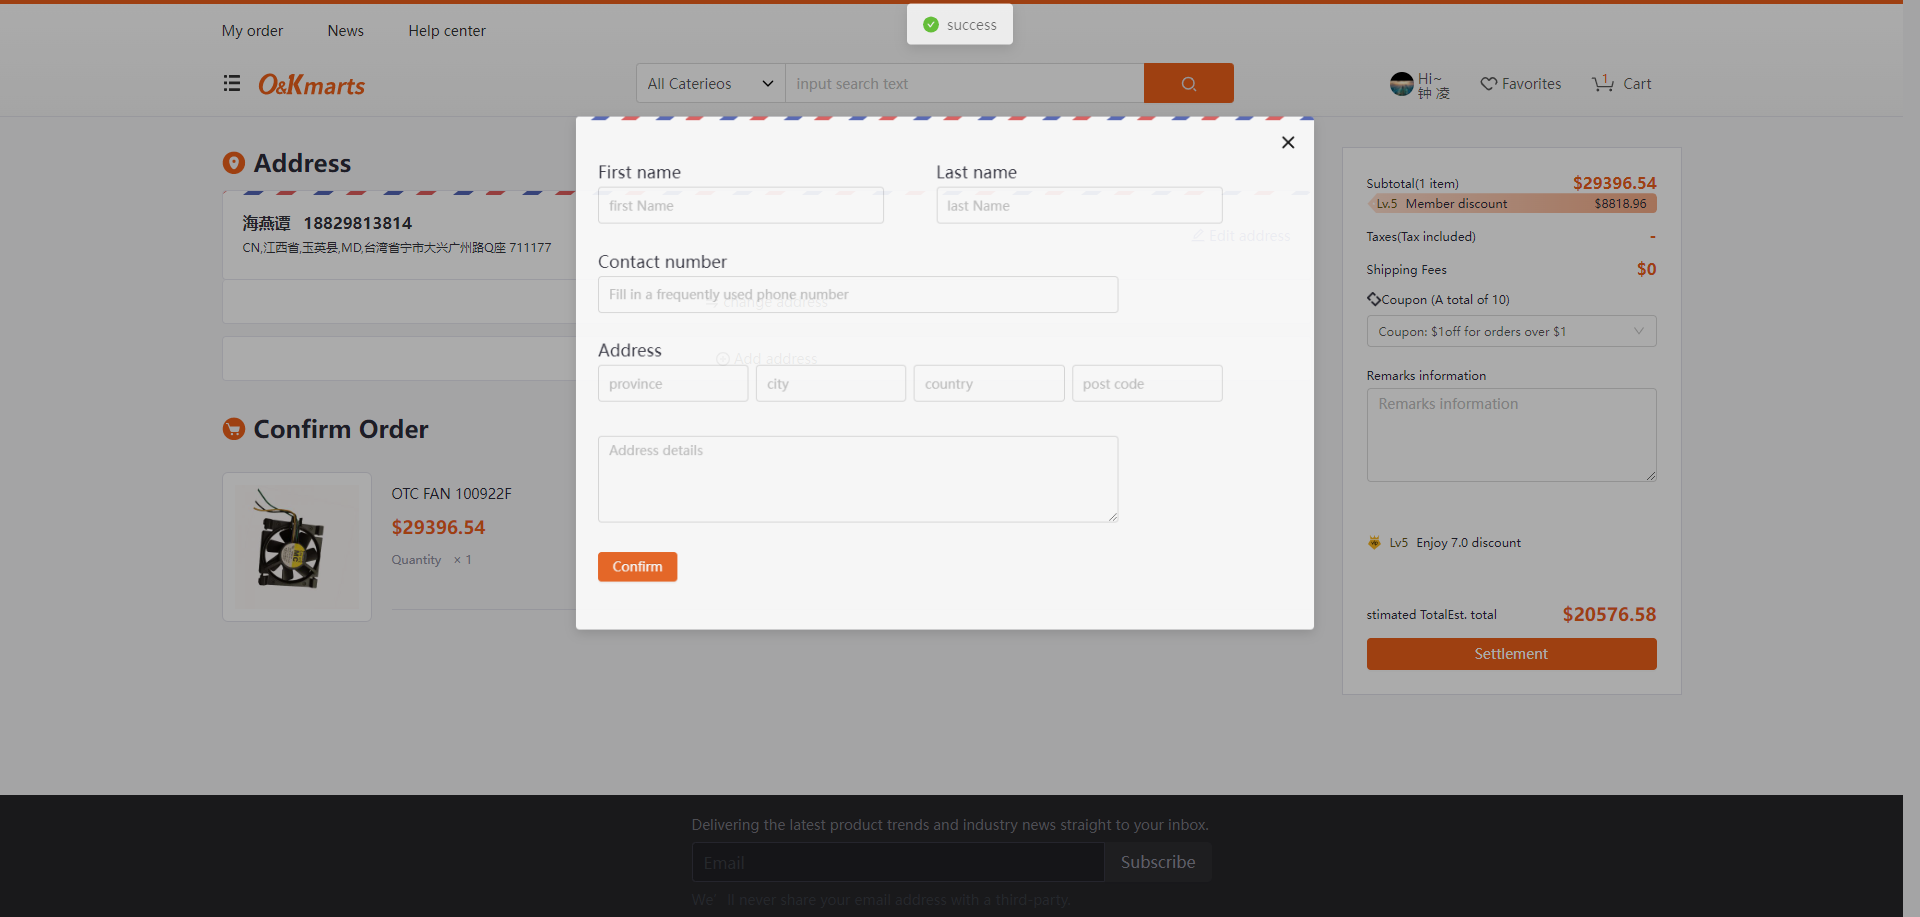 success
My order News Help center
O&Kmarts
All Caterieos
input search text
Hi~
钟 凌
Favorites
1
Cart
Address
海燕谭 18829813814
CN,江西省,玉英县,MD,台湾省宁市大兴广州路Q座 711177
Edit address
change address
Add address
First name
first Name
Last name
last Name
Contact number
Fill in a frequently used phone number
Address
province
city
country
post code
Address details
Confirm
Confirm Order
OTC FAN 100922F
$29396.54
Quantity × 1
Subtotal(1 item) $29396.54
Lv.5 Member discount $8818.96
Taxes(Tax included) -
Shipping Fees $0
Coupon (A total of 10)
Coupon: $1off for orders over $1
Remarks information
Remarks information
Lv5 Enjoy 7.0 discount
stimated TotalEst. total $20576.58
Settlement
Delivering the latest product trends and industry news straight to your inbox.
Email
Subscribe
We'll never share your email address with a third-party.